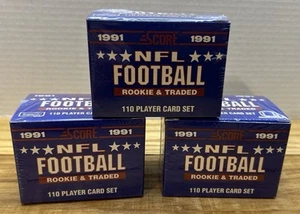 1991 SCORE 1991
★★★NFL★★★
FOOTBALL
ROOKIE & TRADED
110 PLAYER CARD SET
1991 SCORE 1991
★★NFL★★
FOOTBALL
ROOKIE & TRADED
110 PLAYER CARD SET
1991 SCORE 1991
★★NFL★★
FOOTBALL
ROOKIE & TRADED
110 PLAYER CARD SET